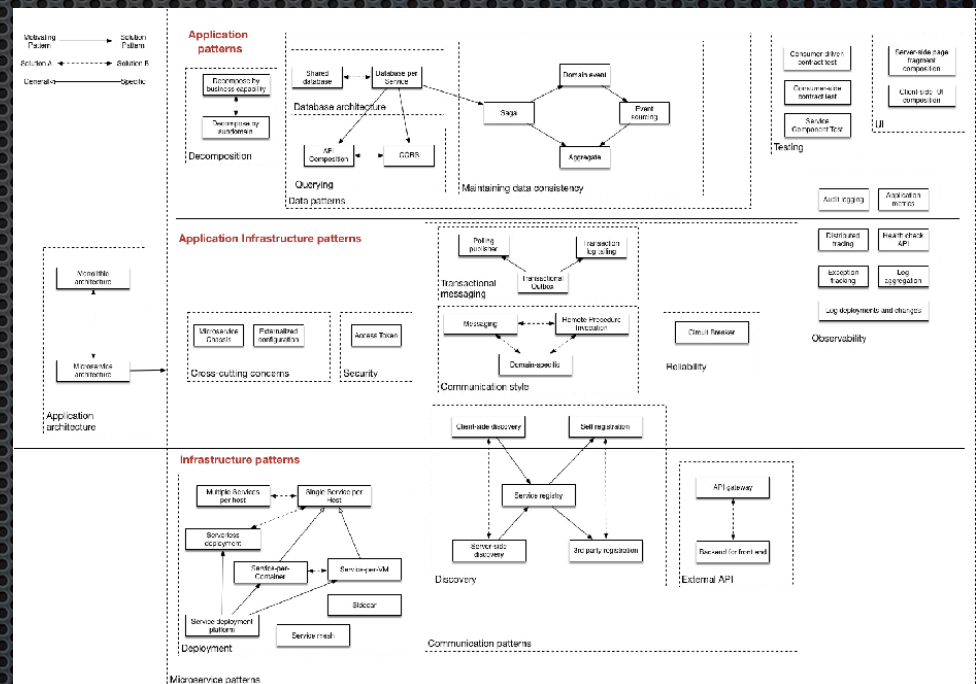 Motivating
Pattern
Solution
Pattern
Solution A
Solution B
General
Specific
Application
patterns
Decompose by
business capability
Decompose by
subdomain
Decomposition
Shared
database
Database per
Service
Database architecture
API
Composition
CQRS
Querying
Data patterns
Domain event
Saga
Event
sourcing
Aggregate
Maintaining data consistency
Consumer-driven
contract test
Consumer-side
contract test
Service
Component Test
Testing
Server-side page
fragment
composition
Client-side UI
composition
UI
Application Infrastructure patterns
Monolithic
architecture
Microservice
architecture
Application
architecture
Microservice
Chassis
Externalized
configuration
Cross-cutting concerns
Access Token
Security
Polling
publisher
Transaction
log tailing
Transactional
Outbox
Transactional
messaging
Messaging
Remote Procedure
Invocation
Domain-specific
Communication style
Circuit Breaker
Reliability
Audit logging
Application
metrics
Distributed
tracing
Health check
API
Exception
tracking
Log
aggregation
Log deployments and changes
Observability
Infrastructure patterns
Multiple Services
per host
Single Service per
Host
Serverless
deployment
Service-per-
Container
Service-per-VM
Sidecar
Service deployment
platform
Service mesh
Deployment
Client-side discovery
Self registration
Service registry
Server-side
discovery
3rd party registration
Discovery
API gateway
Backend for front end
External API
Communication patterns
Microservice patterns